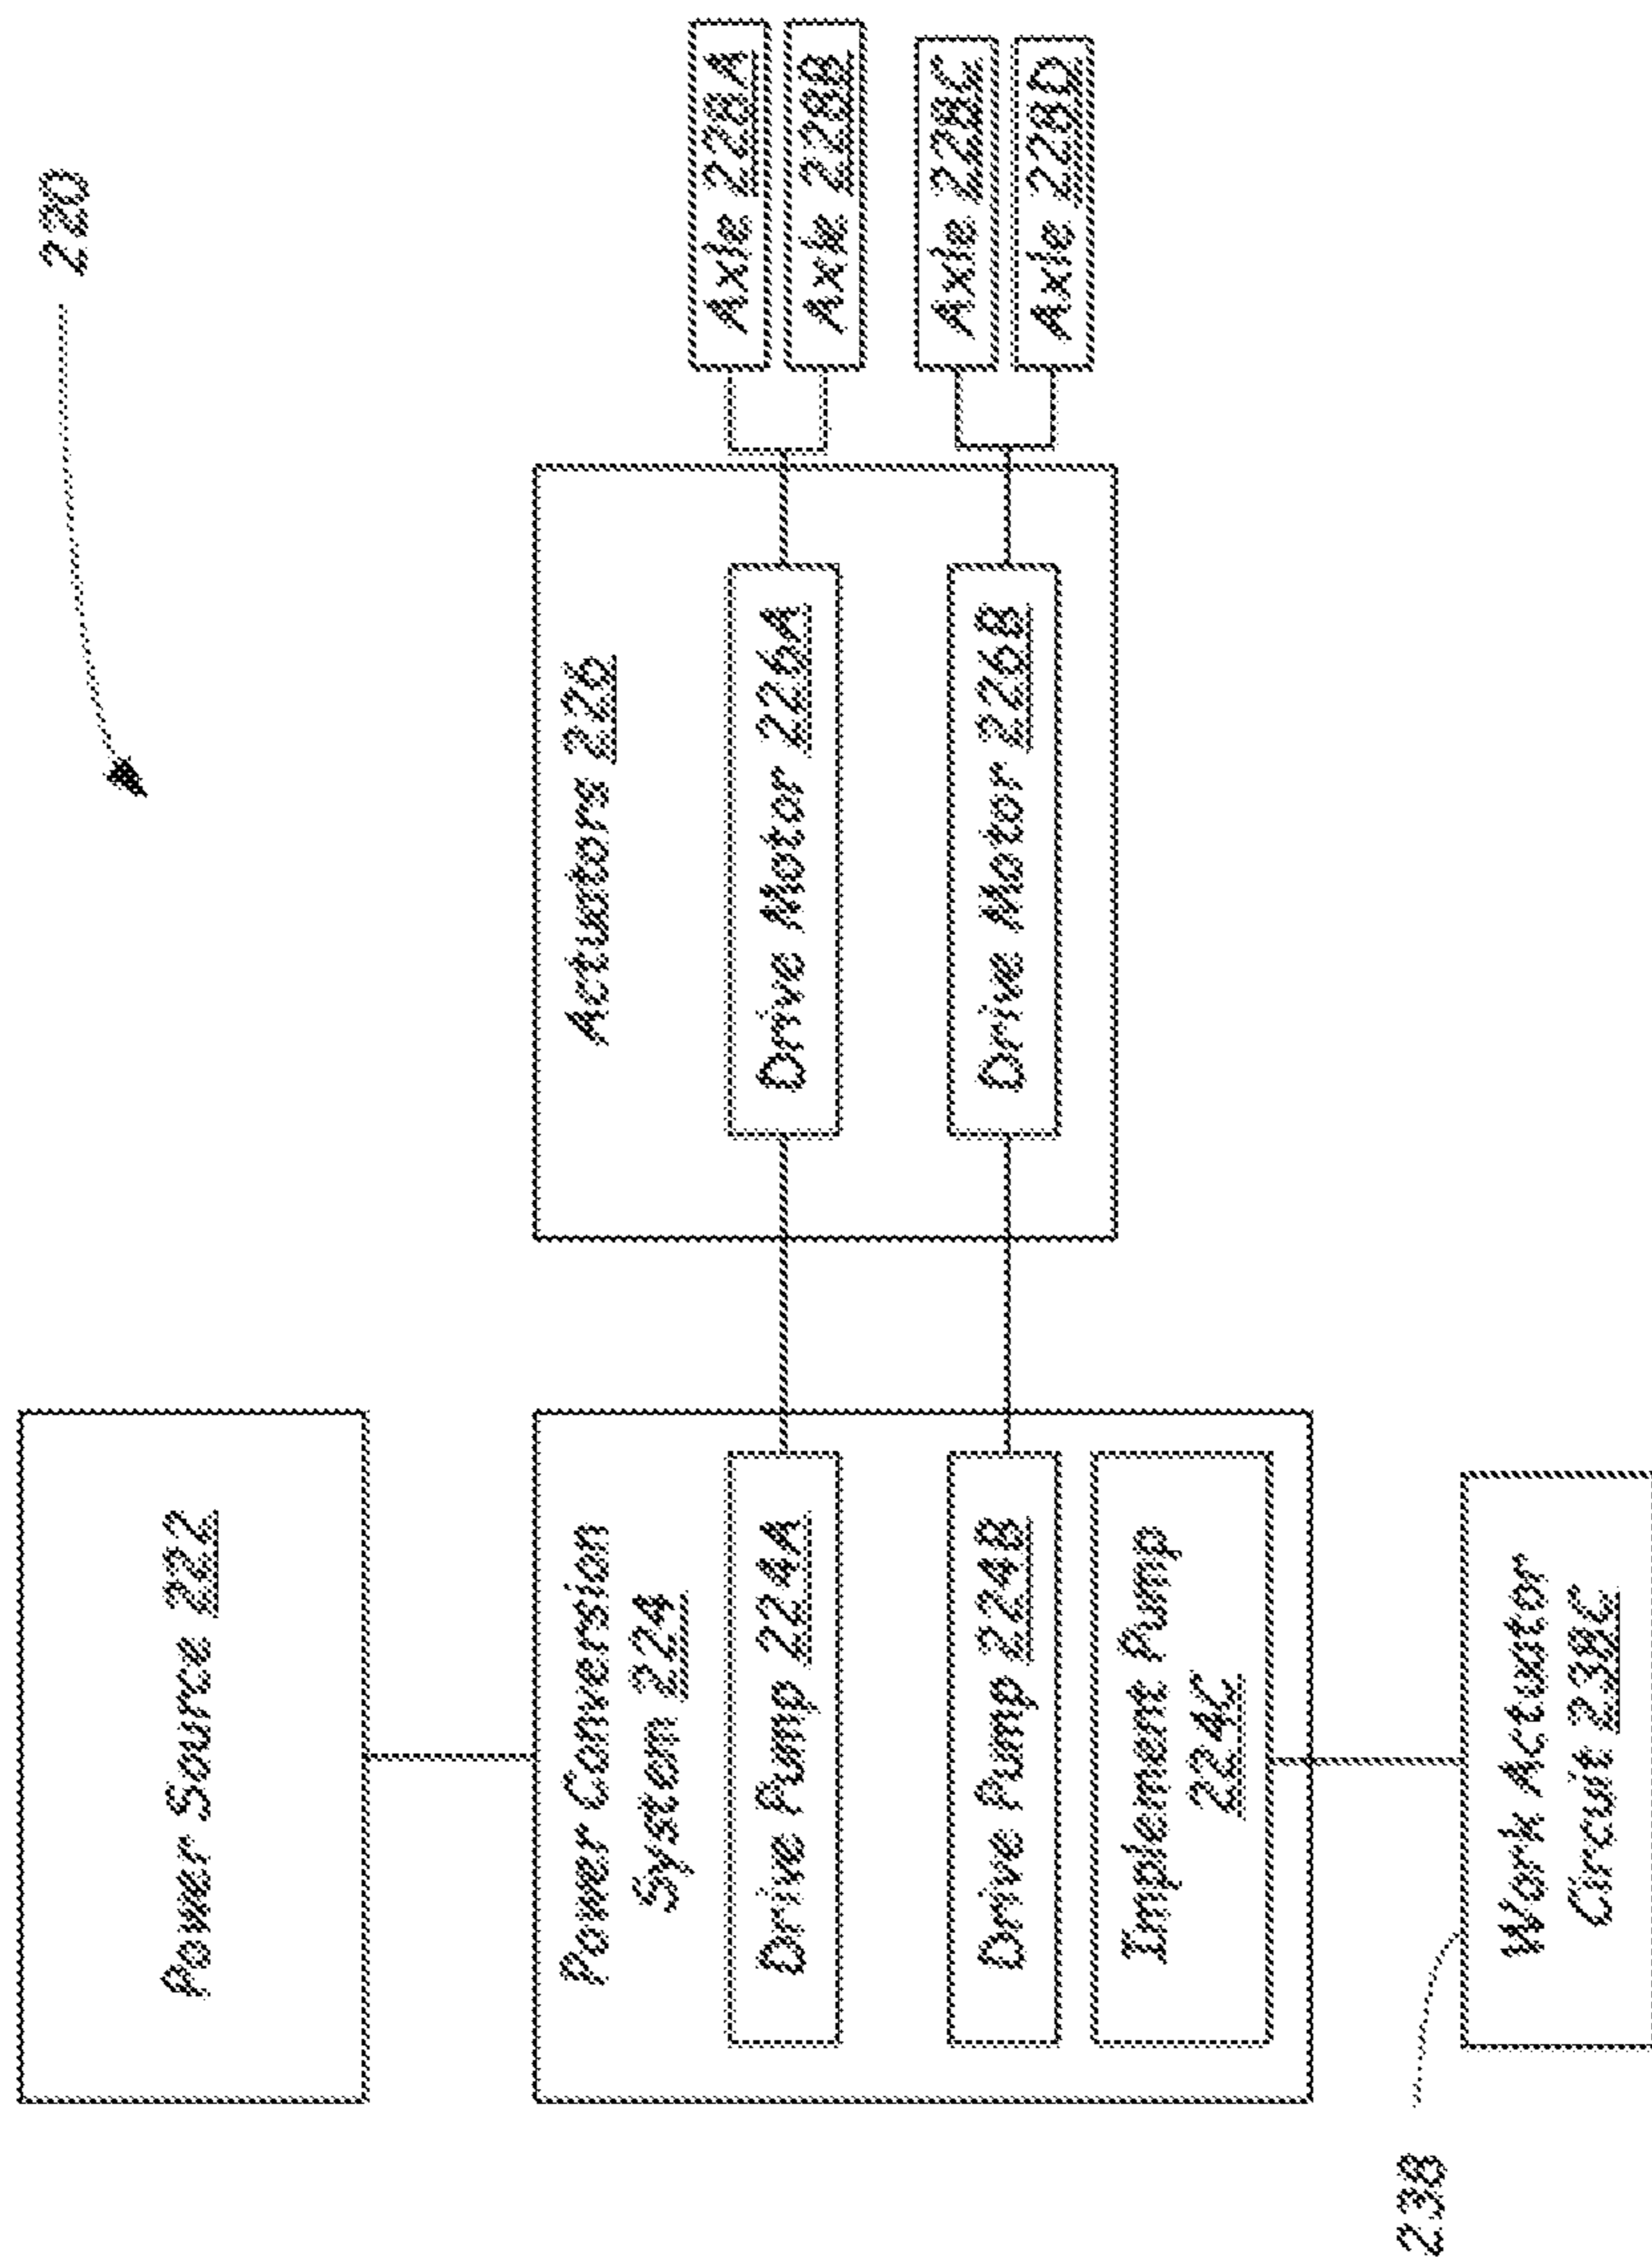 220
Power Source 222
Power Conversion
System 224
Drive Pump 224A
Drive Pump 224B
Implement Pump
224C
Actuators 226
Drive Motor 226A
Drive Motor 226B
Axle 228A
Axle 228B
Axle 228C
Axle 228D
238
Work Actuator
Circuit 238C